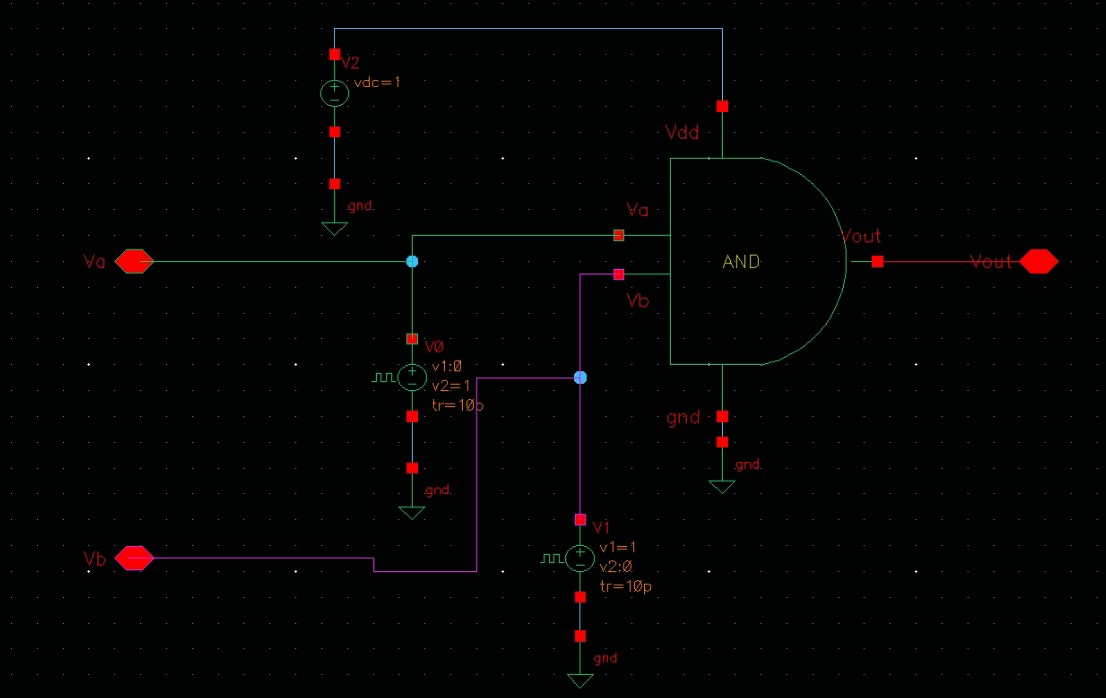 V2
vdc=1
Vdd
gnd
Va
Vout
Va
AND
Vout
Vb
V0
v1:0
v2=1
tr=10p
gnd
gnd
gnd
V1
v1=1
Vb
v2:0
tr=10p
gnd